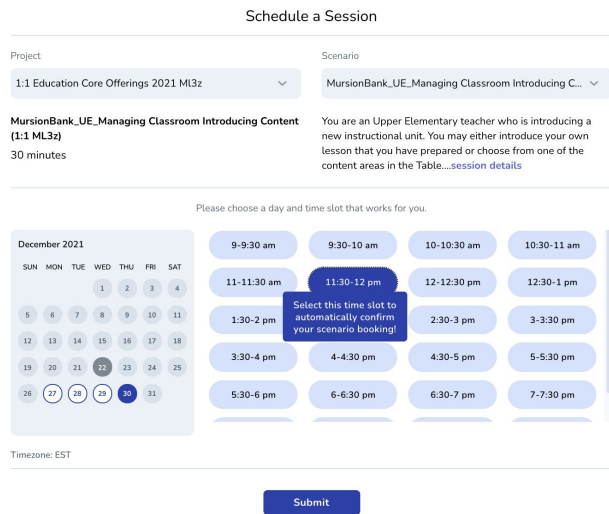 Schedule a Session
Project
Scenario
1:1 Education Core Offerings 2021 Ml3z
MursionBank_UE_Managing Classroom Introducing C...
MursionBank_UE_Managing Classroom Introducing Content
(1:1 ML3z)
30 minutes
You are an Upper Elementary teacher who is introducing a
new instructional unit. You may either introduce your own
lesson that you have prepared or choose from one of the
content areas in the Table....session details
Please choose a day and time slot that works for you.
December 2021
SUN MON TUE WED THU FRI SAT
1 2 3 4
5 6 7 8 9 10 11
12 13 14 15 16 17 18
19 20 21 22 23 24 25
26 27 28 29 30 31
9-9:30 am 9:30-10 am 10-10:30 am 10:30-11 am
11-11:30 am 11:30-12 pm 12-12:30 pm 12:30-1 pm
Select this time slot to
automatically confirm
your scenario booking!
1:30-2 pm 2:30-3 pm 3-3:30 pm
3:30-4 pm 4-4:30 pm 4:30-5 pm 5-5:30 pm
5:30-6 pm 6-6:30 pm 6:30-7 pm 7-7:30 pm
Timezone: EST
Submit